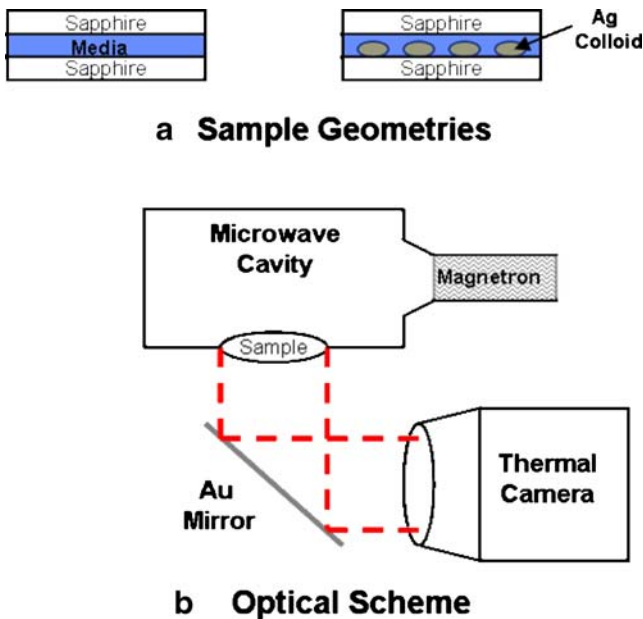 Sapphire
Media
Sapphire
Sapphire
Sapphire
Ag
Colloid
a Sample Geometries
Microwave
Cavity
Magnetron
Sample
Au
Mirror
Thermal
Camera
b Optical Scheme